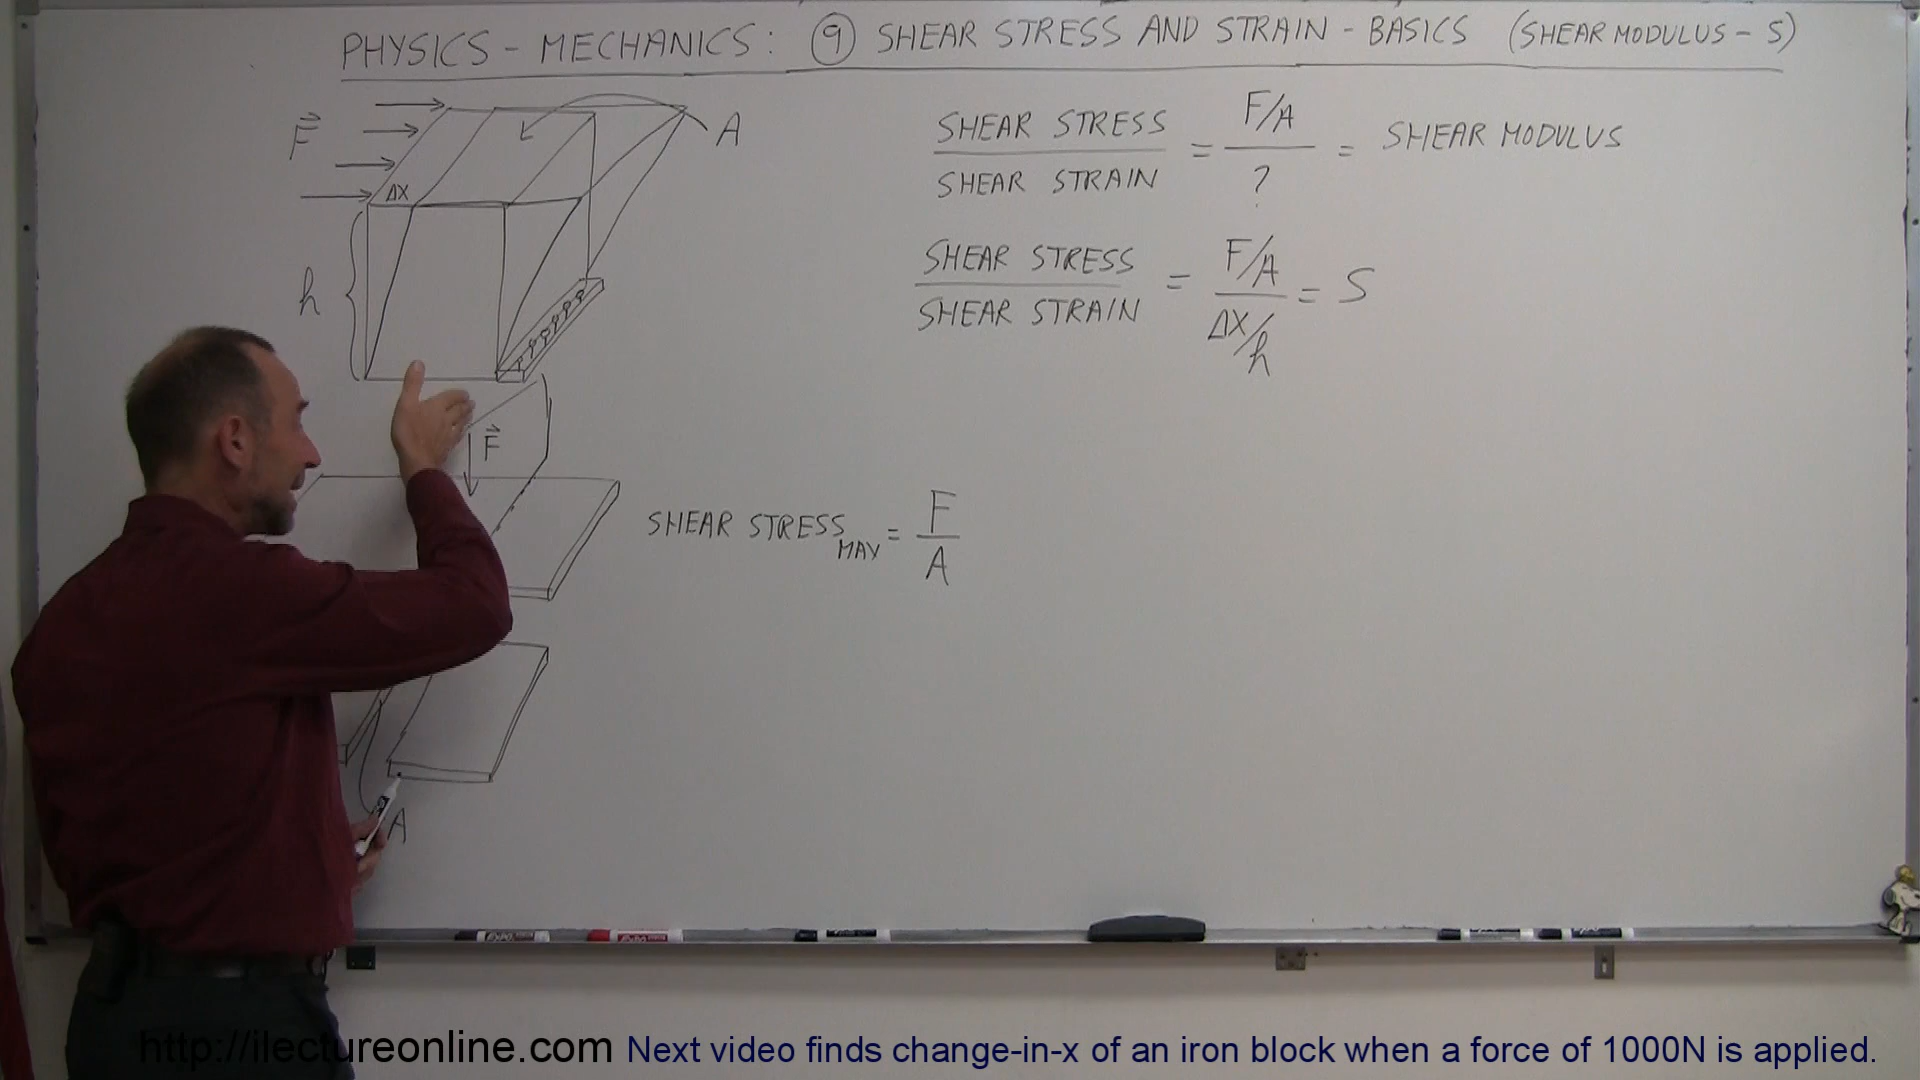 PHYSICS - MECHANICS: 9 SHEAR STRESS AND STRAIN - BASICS (SHEAR MODULUS - S)
F
ΔX
A
h
SHEAR STRESS
SHEAR STRAIN
=
F/A
?
= SHEAR MODULUS
SHEAR STRESS
SHEAR STRAIN
=
F/A
ΔX/h
= S
F
SHEAR STRESS MAX =
F
A
A
EXPO
http://ilectureonline.com Next video finds change-in-x of an iron block when a force of 1000N is applied.